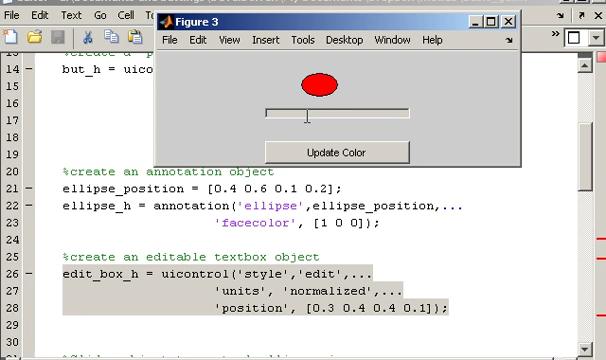 Figure 3
File Edit View Insert Tools Desktop Window Help
Update Color
File Edit Text Go Cell
14 but_h = uico
15
16
17
18
19
20 %create an annotation object
21 ellipse_position = [0.4 0.6 0.1 0.2];
22 ellipse_h = annotation('ellipse',ellipse_position,...
23 'facecolor', [1 0 0]);
24
25 %create an editable textbox object
26 edit_box_h = uicontrol('style','edit',...
27 'units', 'normalized',...
28 'position', [0.3 0.4 0.4 0.1]);
29
30